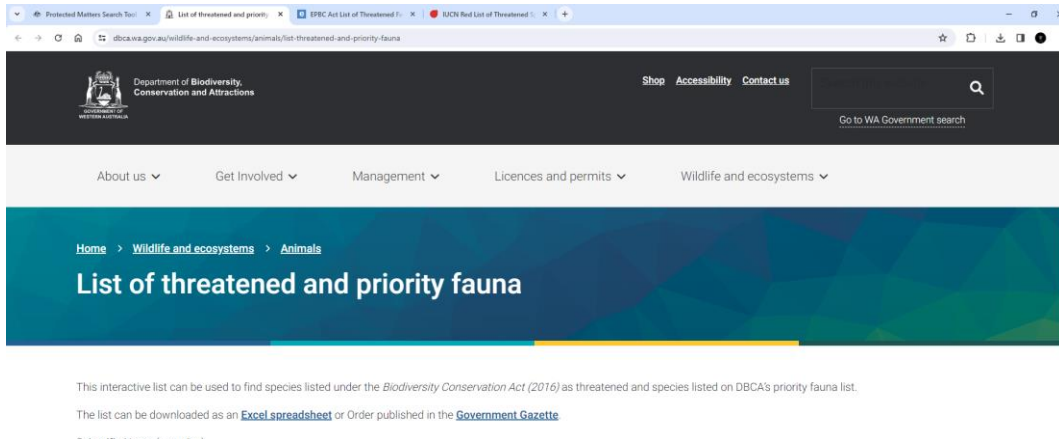 Protected Matters Search Tool
List of threatened and priority
EPBC Act List of Threatened Fa
IUCN Red List of Threatened S
dbca.wa.gov.au/wildlife-and-ecosystems/animals/list-threatened-and-priority-fauna
GOVERNMENT OF
WESTERN AUSTRALIA
Department of Biodiversity,
Conservation and Attractions
Shop Accessibility Contact us
Go to WA Government search
About us Get Involved Management Licences and permits Wildlife and ecosystems
Home > Wildlife and ecosystems > Animals
List of threatened and priority fauna
This interactive list can be used to find species listed under the Biodiversity Conservation Act (2016) as threatened and species listed on DBCA's priority fauna list.
The list can be downloaded as an Excel spreadsheet or Order published in the Government Gazette.